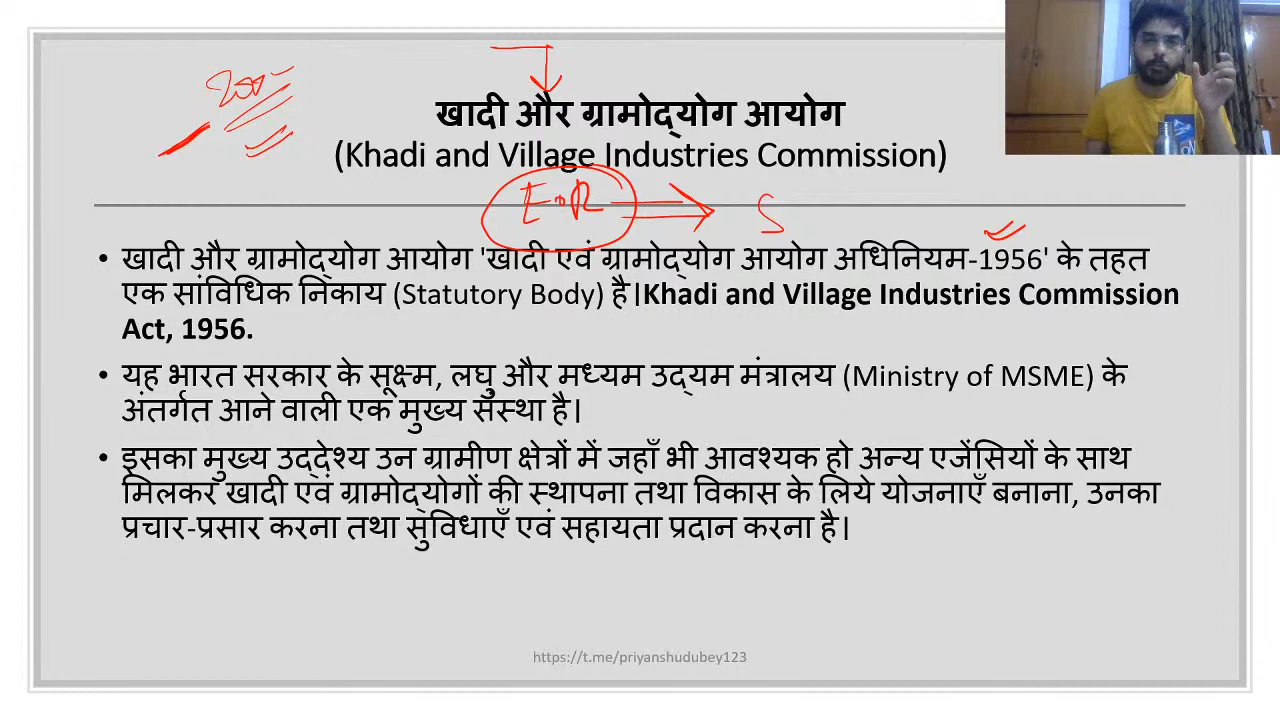 खादी और ग्रामोद्योग आयोग
(Khadi and Village Industries Commission)
S
• खादी और ग्रामोद्योग आयोग 'खादी एवं ग्रामोद्योग आयोग अधिनियम-1956' के तहत
एक सांविधिक निकाय (Statutory Body) है।Khadi and Village Industries Commission
Act, 1956.
• यह भारत सरकार के सूक्ष्म, लघु और मध्यम उद्यम मंत्रालय (Ministry of MSME) के
अंतर्गत आने वाली एक मुख्य संस्था है।
• इसका मुख्य उद्देश्य उन ग्रामीण क्षेत्रों में जहाँ भी आवश्यक हो अन्य एजेंसियों के साथ
मिलकर खादी एवं ग्रामोद्योगों की स्थापना तथा विकास के लिये योजनाएँ बनाना, उनका
प्रचार-प्रसार करना तथा सुविधाएँ एवं सहायता प्रदान करना है।
https://t.me/priyanshudubey123